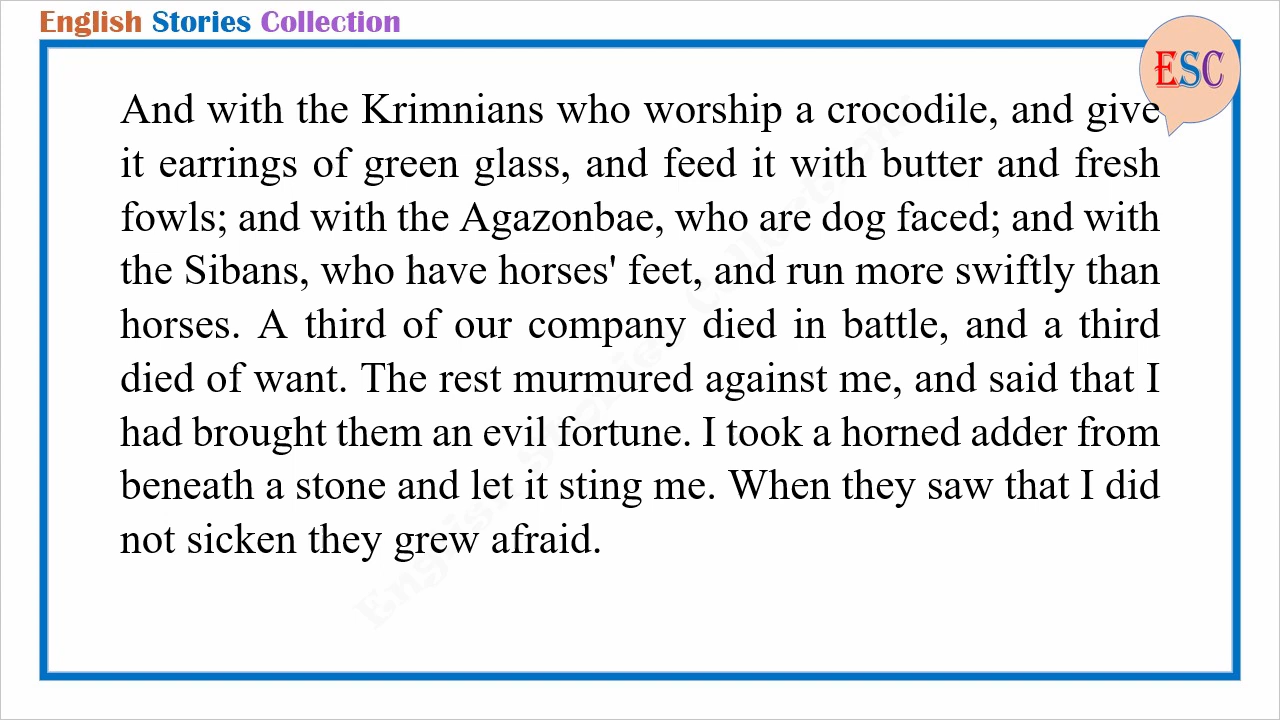 English Stories Collection
ESC
And with the Krimnians who worship a crocodile, and give
it earrings of green glass, and feed it with butter and fresh
fowls; and with the Agazonbae, who are dog faced; and with
the Sibans, who have horses' feet, and run more swiftly than
horses. A third of our company died in battle, and a third
died of want. The rest murmured against me, and said that I
had brought them an evil fortune. I took a horned adder from
beneath a stone and let it sting me. When they saw that I did
not sicken they grew afraid.
English Stories Collection